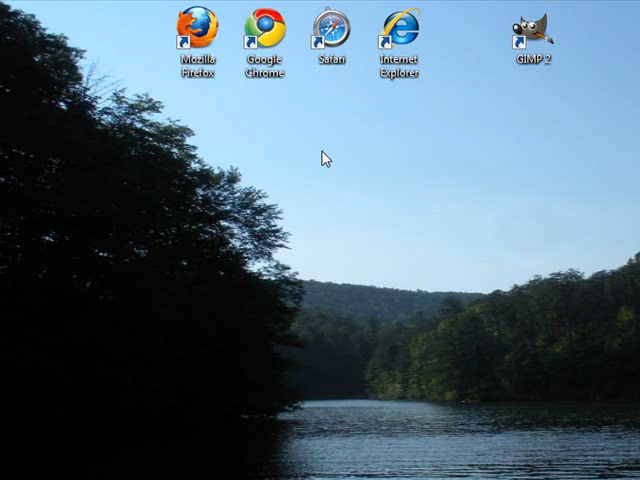 Mozilla
Firefox
Google
Chrome
Safari
Internet
Explorer
GIMP 2